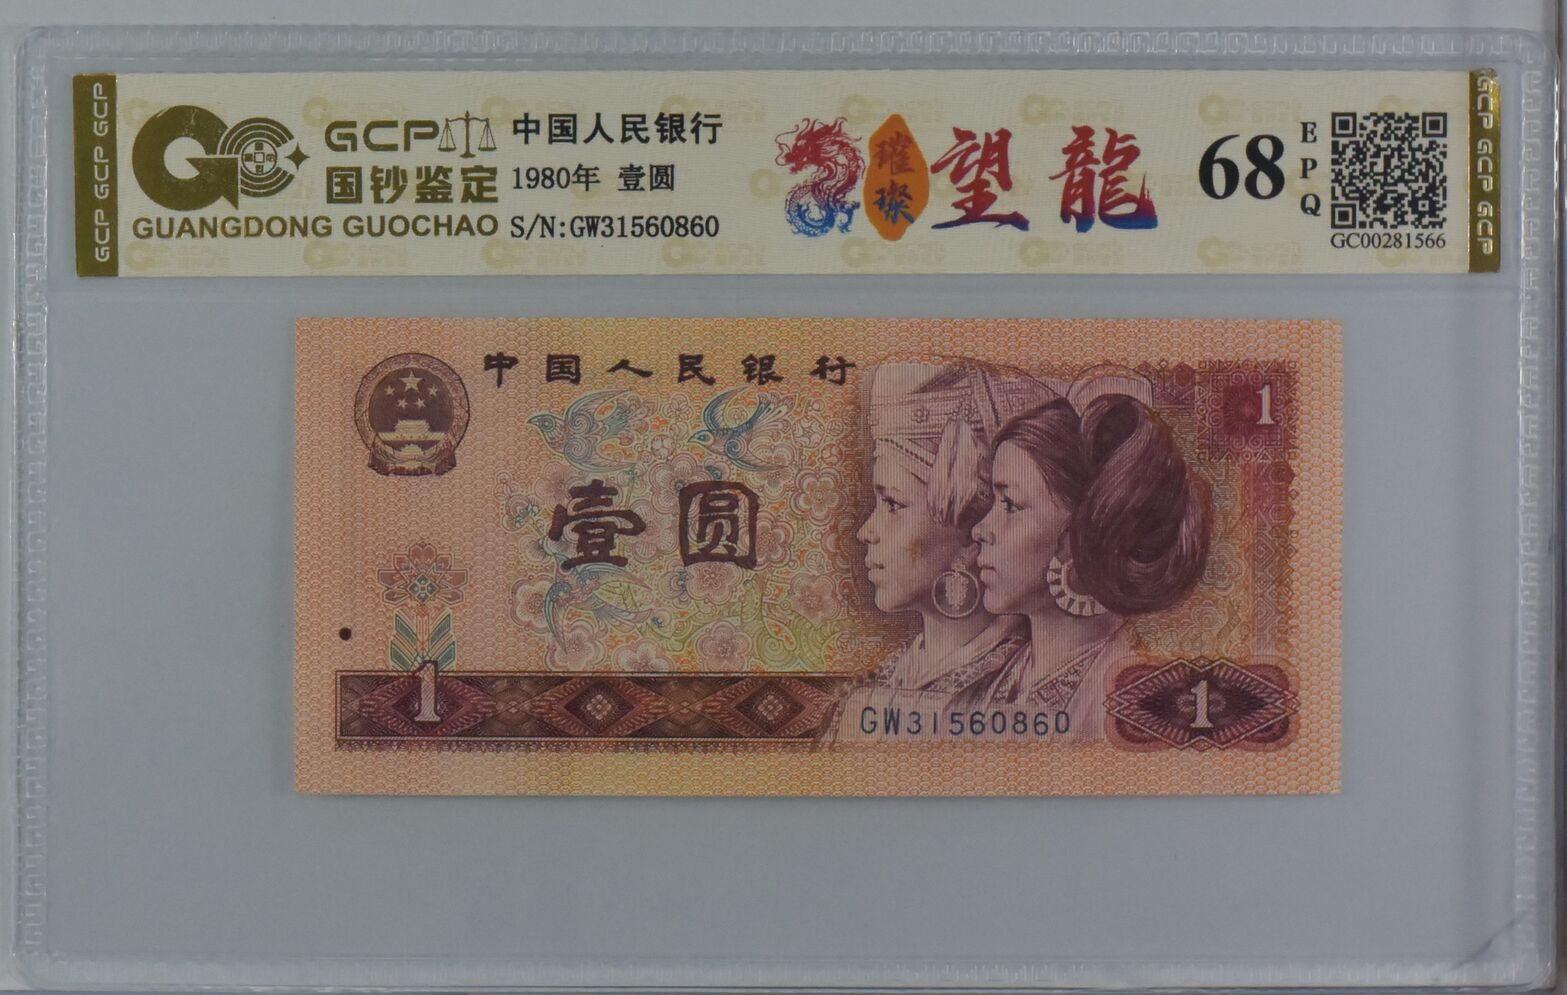 GCP GCP GCP
GCP
国钞鉴定
GUANGDONG GUOCHAO
中国人民银行
1980年 壹圆
S/N:GW31560860
璀璨
望龍
68
EPQ
GC00281566
GCP GCP GCP
中国人民银行
1
壹圆
1
GW31560860
1